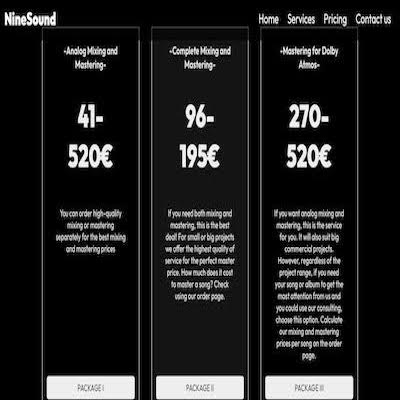 NineSound
Home Services Pricing Contact us
-Analog Mixing and
Mastering-
41-
520€
You can order high-quality
mixing or mastering
separately for the best mixing
and mastering prices
PACKAGE I
-Complete Mixing and
Mastering-
96-
195€
If you need both mixing and
mastering, this is the best
deal! For small or big projects
we offer the highest quality of
service for the perfect master
price. How much does it cost
to master a song? Check
using our order page.
PACKAGE II
-Mastering for Dolby
Atmos-
270-
520€
If you want analog mixing and
mastering, this is the service
for you. It will also suit big
commercial projects.
However, regardless of the
project range, if you need
your song or album to get the
most attention from us and
you could use our consulting,
choose this option. Calculate
our mixing and mastering
prices per song on the order
page.
PACKAGE III